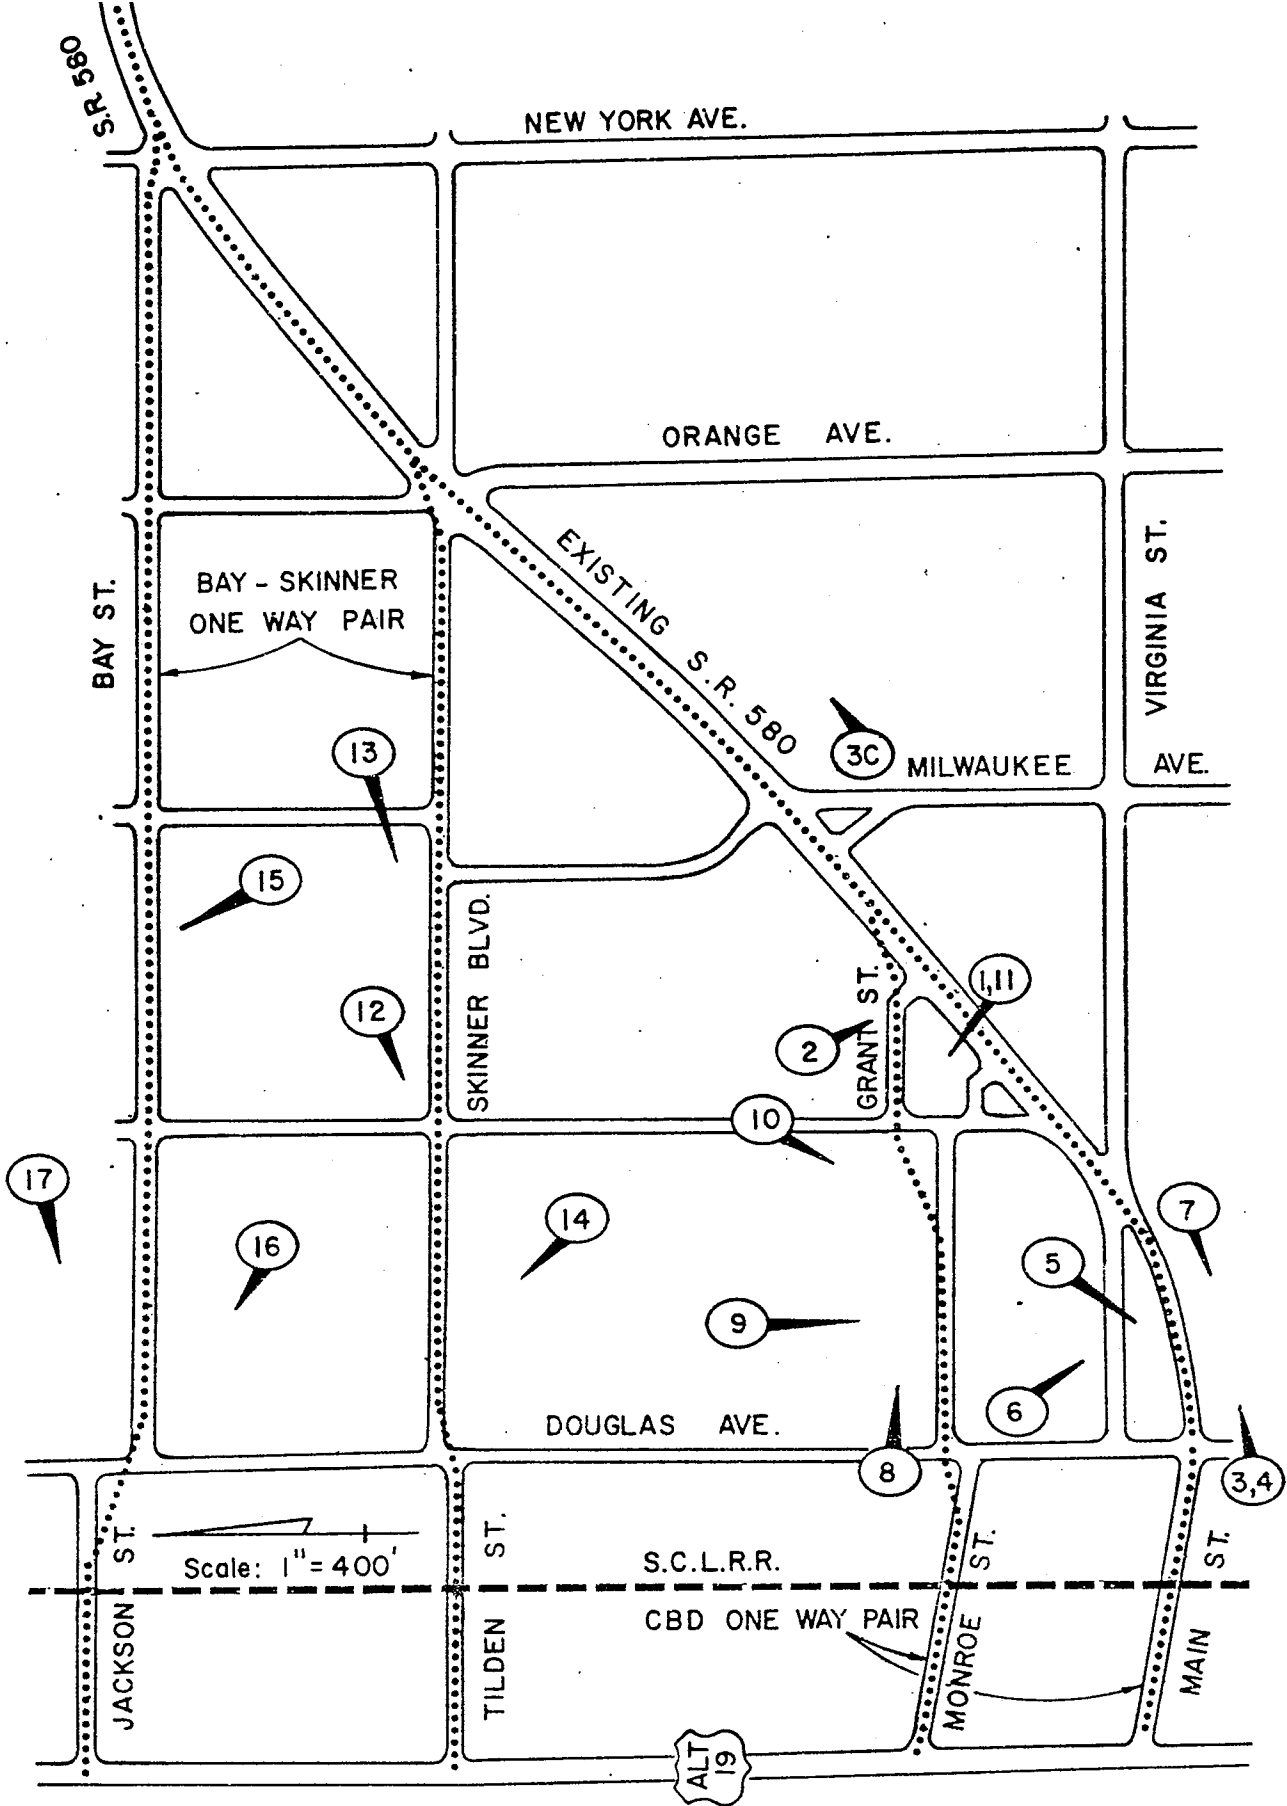 S.R. 580
NEW YORK AVE.
ORANGE AVE.
EXISTING S.R. 580
BAY ST.
BAY - SKINNER
ONE WAY PAIR
VIRGINIA ST.
3C
MILWAUKEE AVE.
13
15
SKINNER BLVD.
12
GRANT ST.
1,11
2
10
17
16
14
7
5
9
6
DOUGLAS AVE.
8
3,4
JACKSON ST.
Scale: 1" = 400'
TILDEN ST.
S.C.L.R.R.
CBD ONE WAY PAIR
MONROE ST.
MAIN ST.
ALT
19